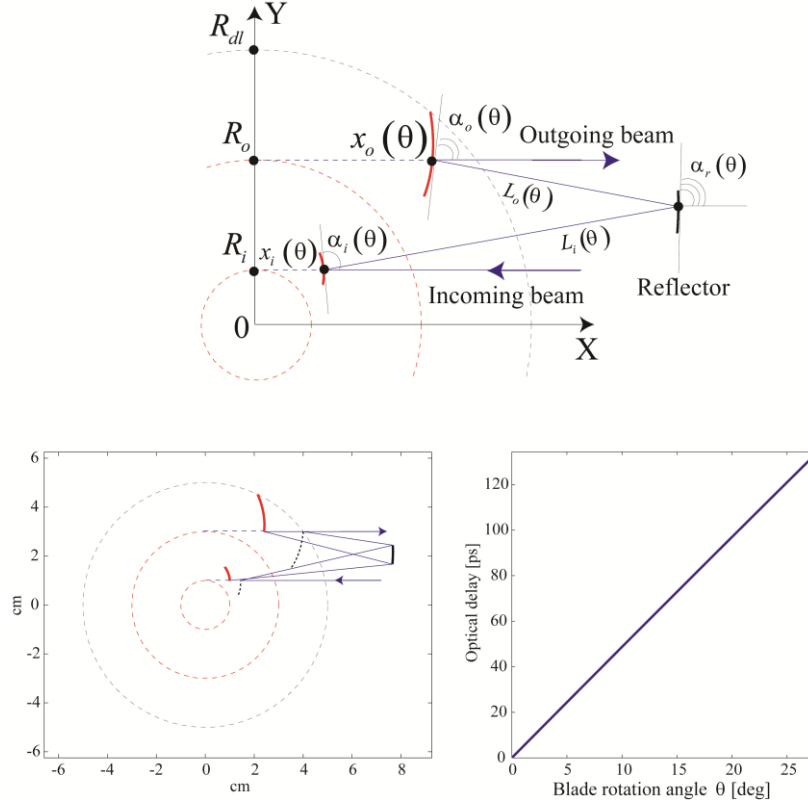 R_dl Y
R_o x_o(θ) α_o(θ) Outgoing beam
α_r(θ)
L_o(θ)
R_i x_i(θ) α_i(θ) L_i(θ)
Incoming beam Reflector
0 X
6
4
2
0
-2
-4
-6
cm
-6 -4 -2 0 2 4 6 8
cm
120
100
80
60
40
20
0
Optical delay [ps]
0 5 10 15 20 25
Blade rotation angle θ [deg]